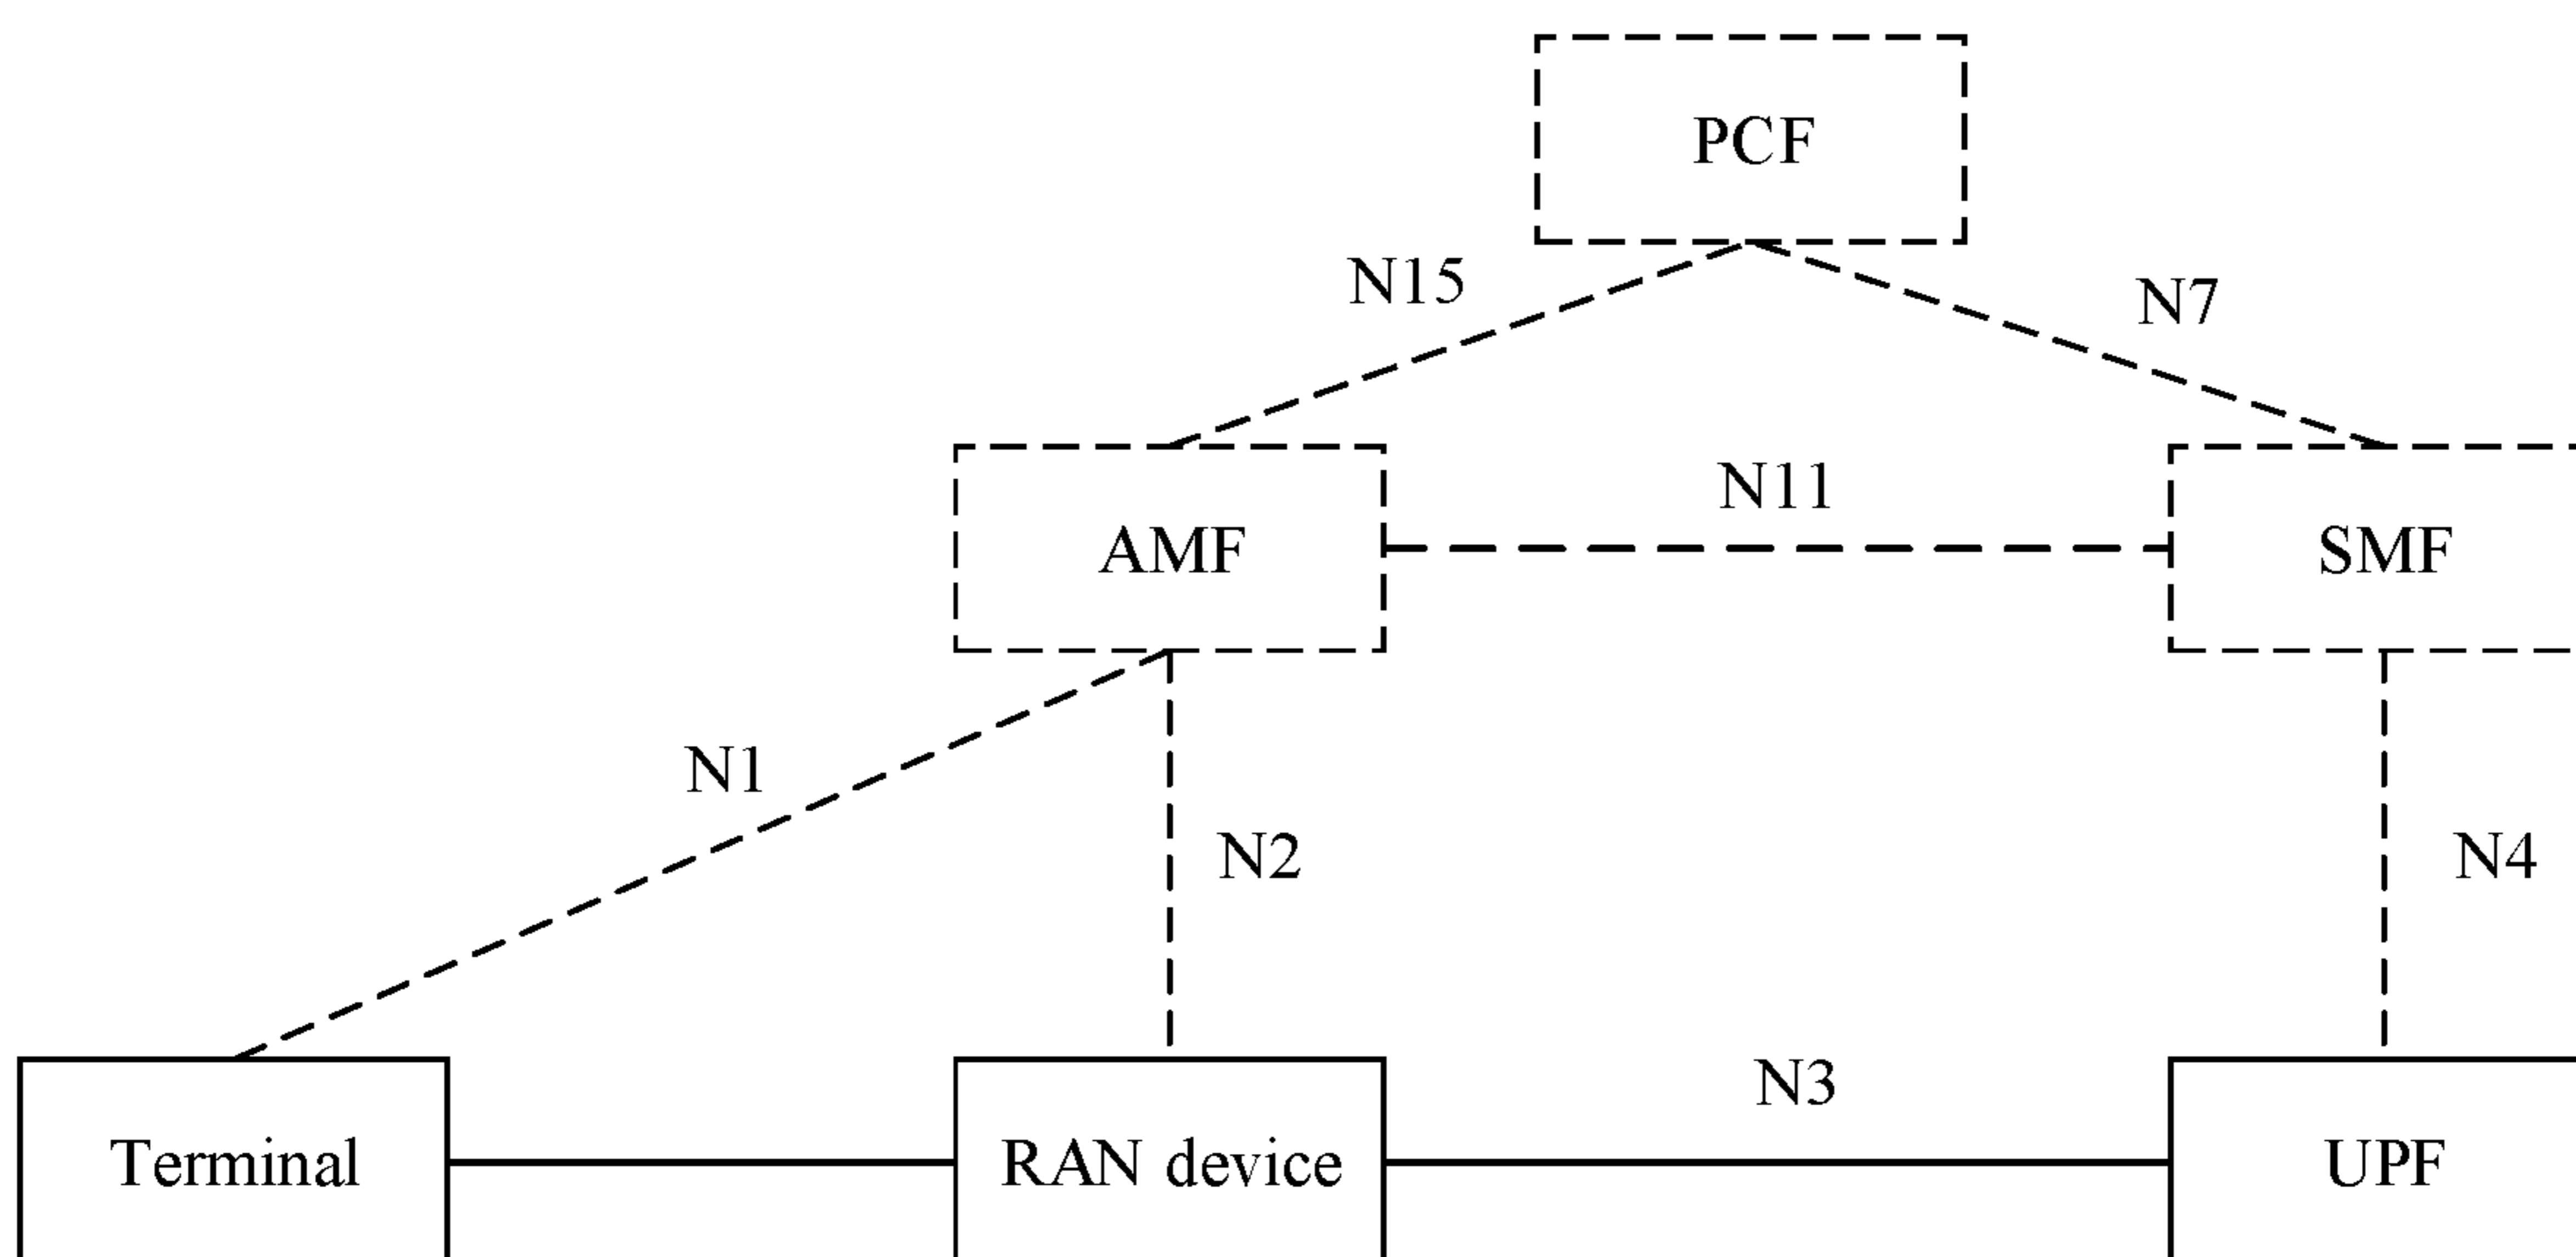 PCF
N15
N7
N11
AMF
SMF
N1
N2
N4
N3
Terminal
RAN device
UPF